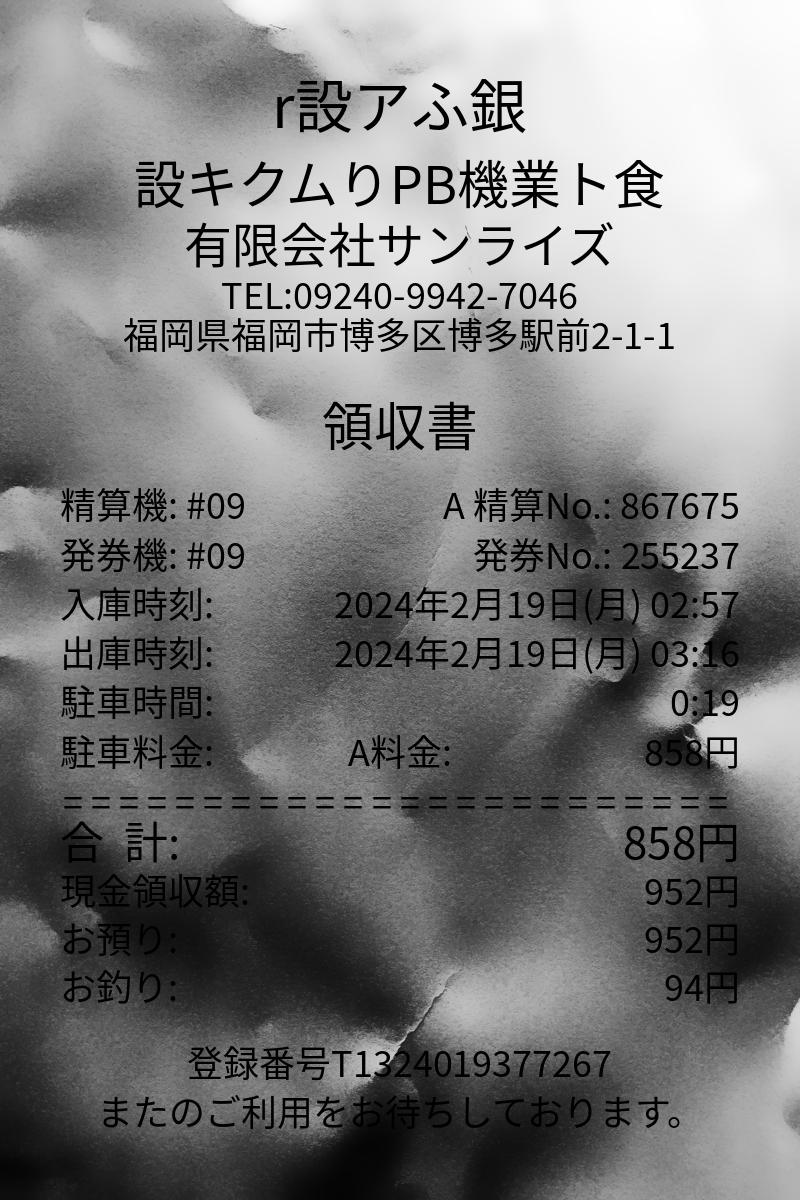 r設アふ銀
設キクムりPB機業ト食
有限会社サンライズ
TEL:09240-9942-7046
福岡県福岡市博多区博多駅前2-1-1
領収書
精算機: #09 A 精算No.: 867675
発券機: #09 発券No.: 255237
入庫時刻: 2024年2月19日(月) 02:57
出庫時刻: 2024年2月19日(月) 03:16
駐車時間: 0:19
駐車料金: A料金: 858円
========================
合 計: 858円
現金領収額: 952円
お預り: 952円
お釣り: 94円
登録番号T1324019377267
またのご利用をお待ちしております。